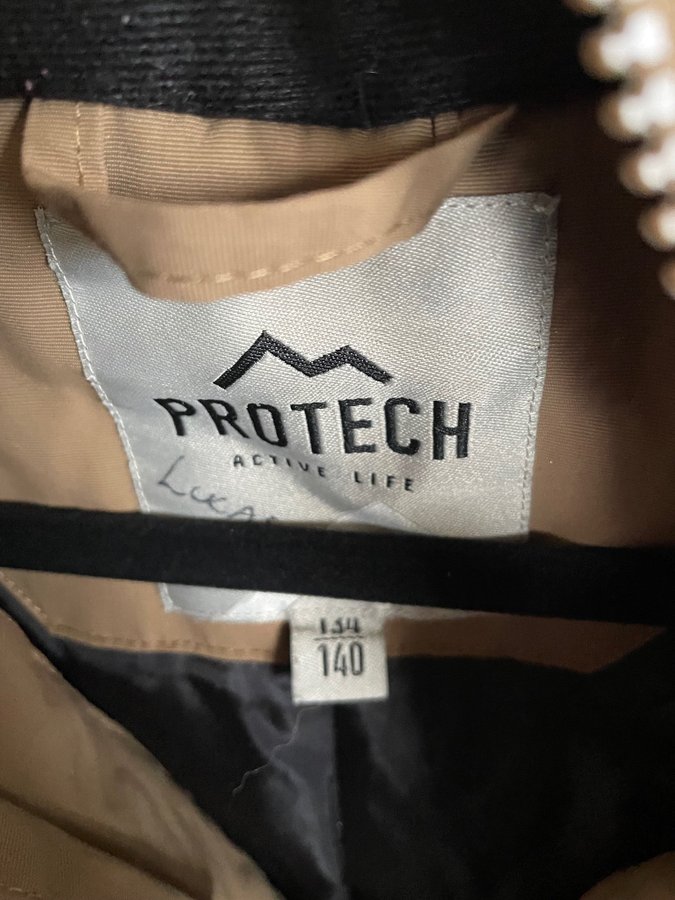 PROTECH
ACTIVE LIFE
134
140